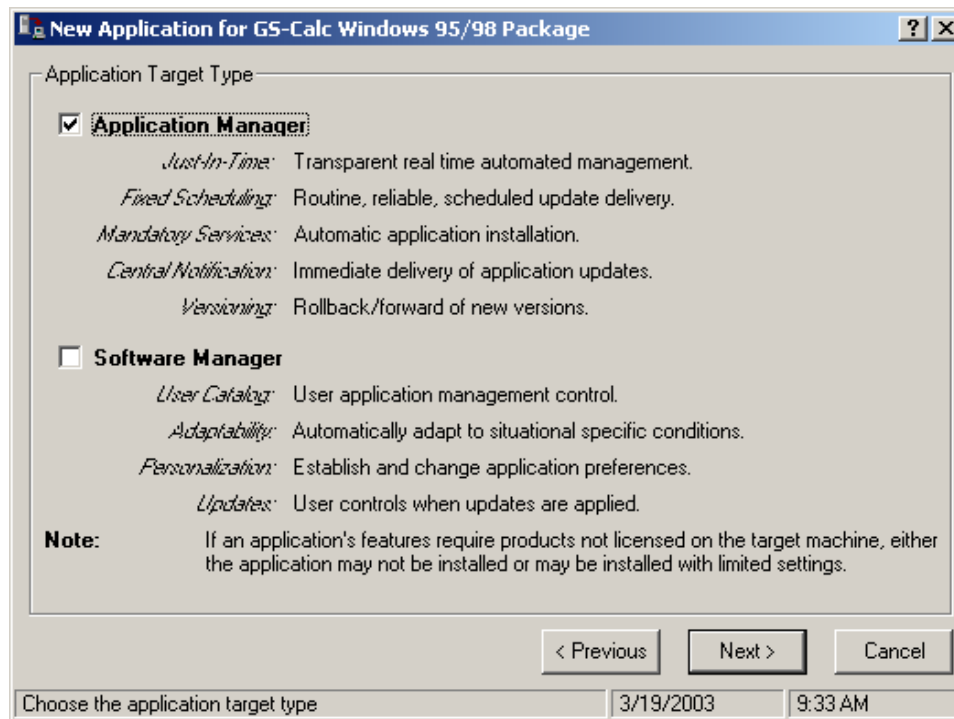 New Application for GS-Calc Windows 95/98 Package
Application Target Type
Application Manager
Just-In-Time: Transparent real time automated management.
Fixed Scheduling: Routine, reliable, scheduled update delivery.
Mandatory Services: Automatic application installation.
Central Notification: Immediate delivery of application updates.
Versioning: Rollback/forward of new versions.
Software Manager
User Catalog: User application management control.
Adaptability: Automatically adapt to situational specific conditions.
Personalization: Establish and change application preferences.
Updates: User controls when updates are applied.
Note: If an application's features require products not licensed on the target machine, either
the application may not be installed or may be installed with limited settings.
< Previous Next > Cancel
Choose the application target type 3/19/2003 9:33 AM